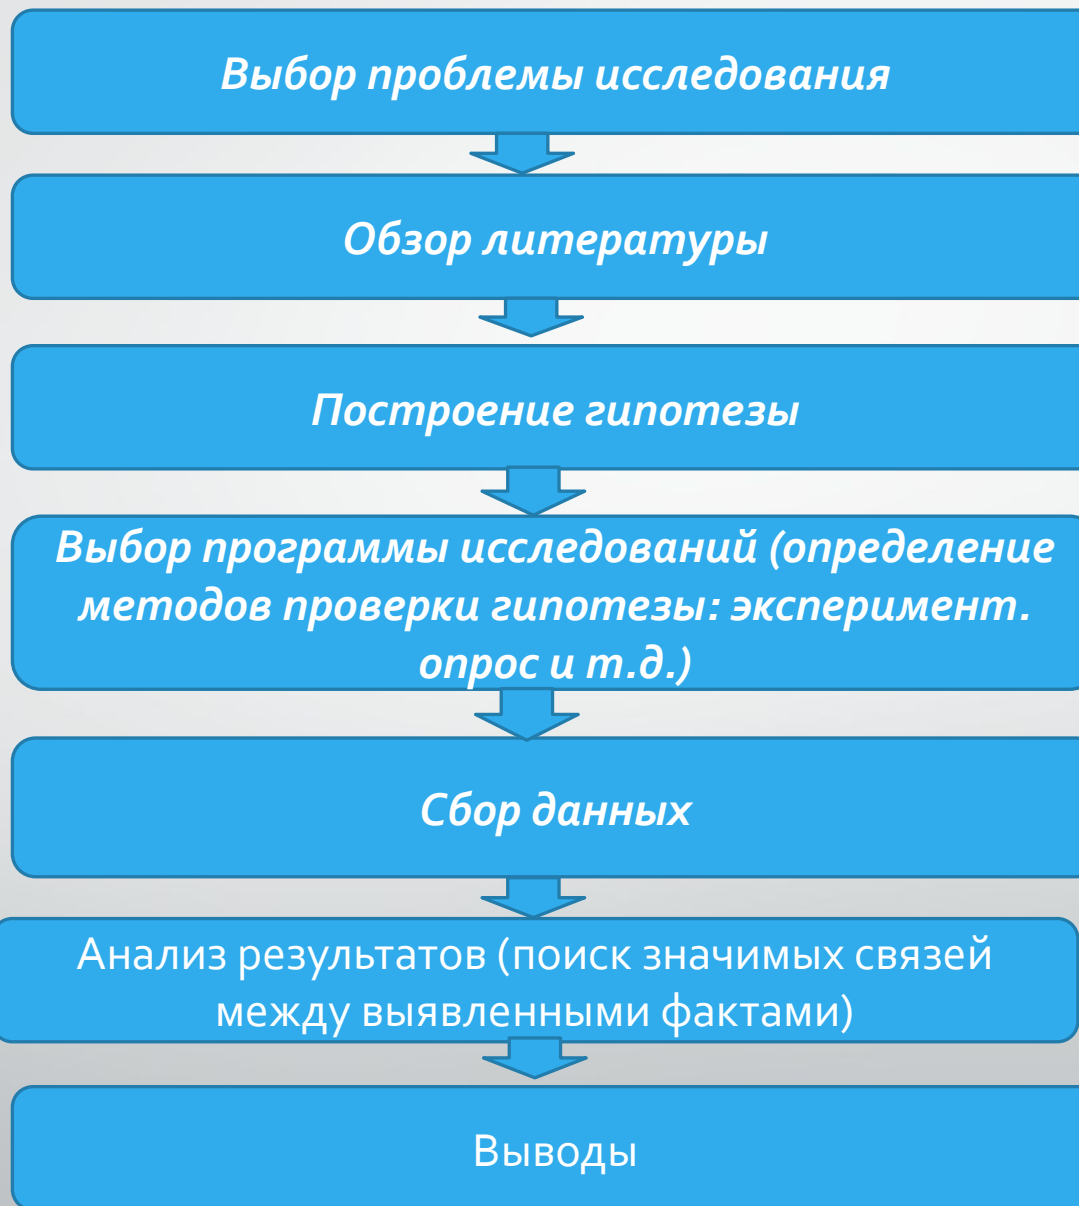 Выбор проблемы исследования
Обзор литературы
Построение гипотезы
Выбор программы исследований (определение
методов проверки гипотезы: эксперимент.
опрос и т.д.)
Сбор данных
Анализ результатов (поиск значимых связей
между выявленными фактами)
Выводы